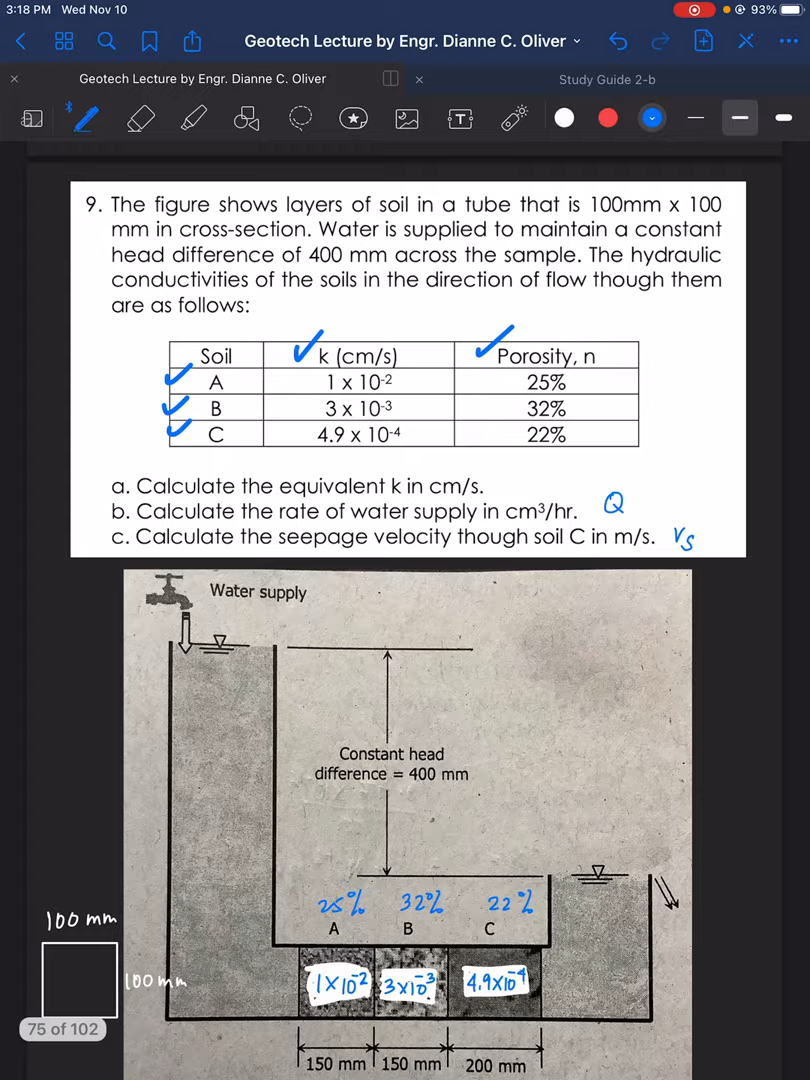 3:18 PM Wed Nov 10
93%
Geotech Lecture by Engr. Dianne C. Oliver
Geotech Lecture by Engr. Dianne C. Oliver
Study Guide 2-b
9. The figure shows layers of soil in a tube that is 100mm x 100
mm in cross-section. Water is supplied to maintain a constant
head difference of 400 mm across the sample. The hydraulic
conductivities of the soils in the direction of flow though them
are as follows:
Soil k (cm/s) Porosity, n
A 1 x 10-2 25%
B 3 x 10-3 32%
C 4.9 x 10-4 22%
a. Calculate the equivalent k in cm/s.
b. Calculate the rate of water supply in cm³/hr. Q
c. Calculate the seepage velocity though soil C in m/s. Vs
Water supply
Constant head
difference = 400 mm
25% 32% 22%
A B C
100 mm
100 mm
1x10-2 3x10-3 4.9x10-4
75 of 102
150 mm 150 mm 200 mm